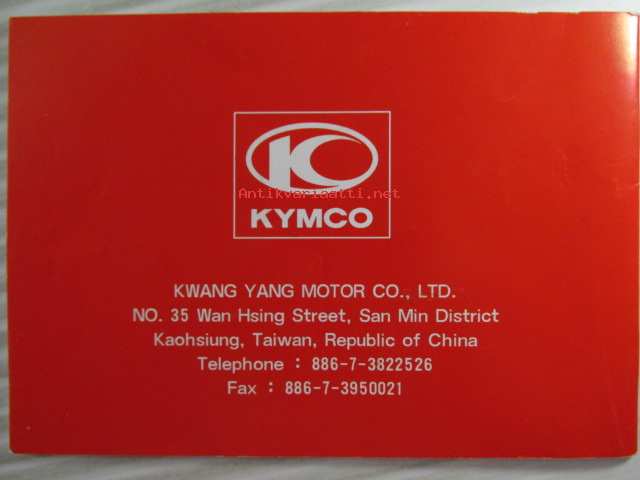 K
Antikvariaatti.net
KYMCO
KWANG YANG MOTOR CO., LTD.
NO. 35 Wan Hsing Street, San Min District
Kaohsiung, Taiwan, Republic of China
Telephone : 886-7-3822526
Fax : 886-7-3950021